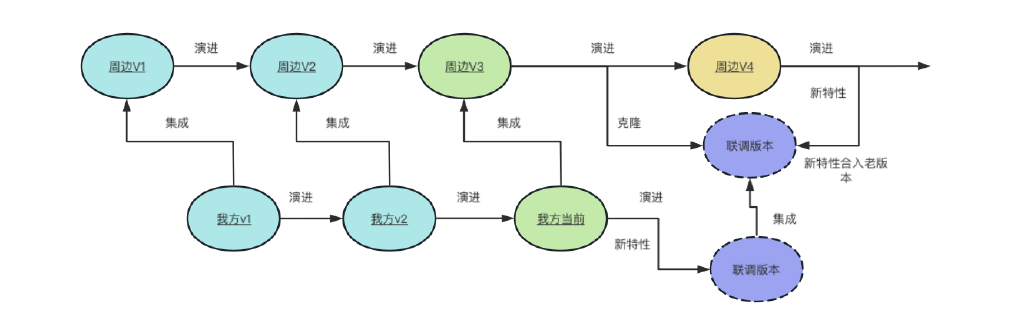 演进
演进
演进
演进
周边V1
周边V2
周边V3
周边V4
新特性
集成
集成
集成
克隆
联调版本
新特性合入老版
本
演进
演进
演进
我方v1
我方v2
我方当前
集成
新特性
联调版本